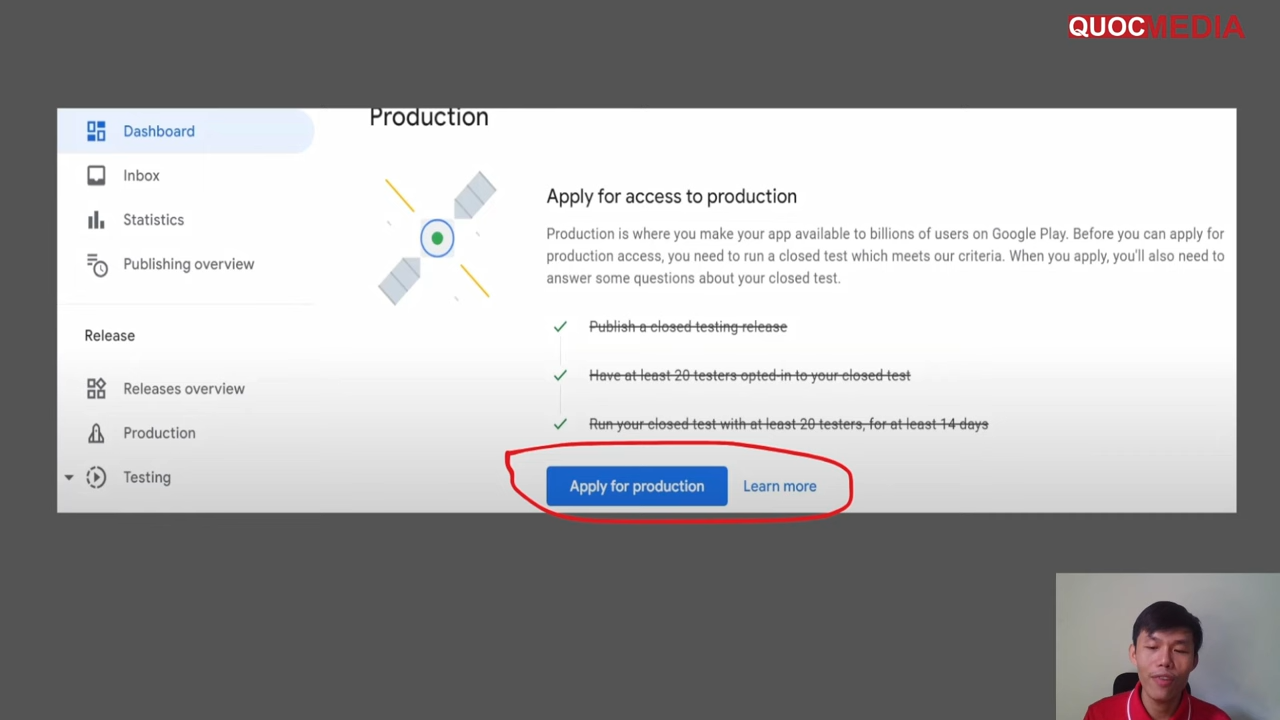 QUOCMEDIA
Production
Dashboard
Inbox
Statistics
Publishing overview
Release
Releases overview
Production
Testing
Apply for access to production
Production is where you make your app available to billions of users on Google Play. Before you can apply for
production access, you need to run a closed test which meets our criteria. When you apply, you'll also need to
answer some questions about your closed test.
Publish a closed testing release
Have at least 20 testers opted-in to your closed test
Run your closed test with at least 20 testers, for at least 14 days
Apply for production
Learn more